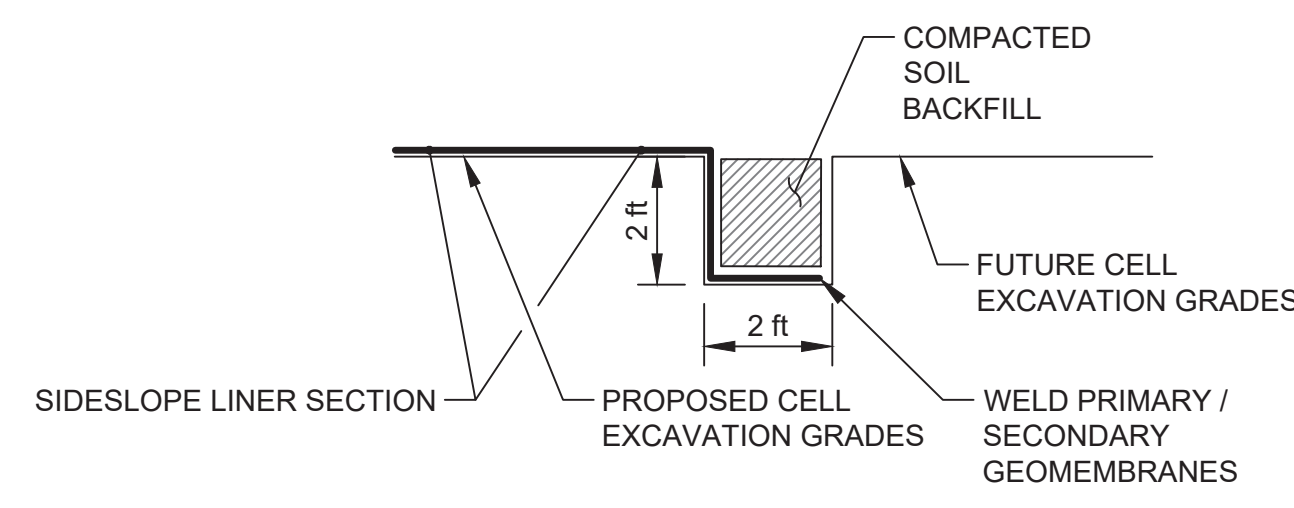 COMPACTED
SOIL
BACKFILL
2 ft
2 ft
FUTURE CELL
EXCAVATION GRADES
SIDESLOPE LINER SECTION
PROPOSED CELL
EXCAVATION GRADES
WELD PRIMARY /
SECONDARY
GEOMEMBRANES